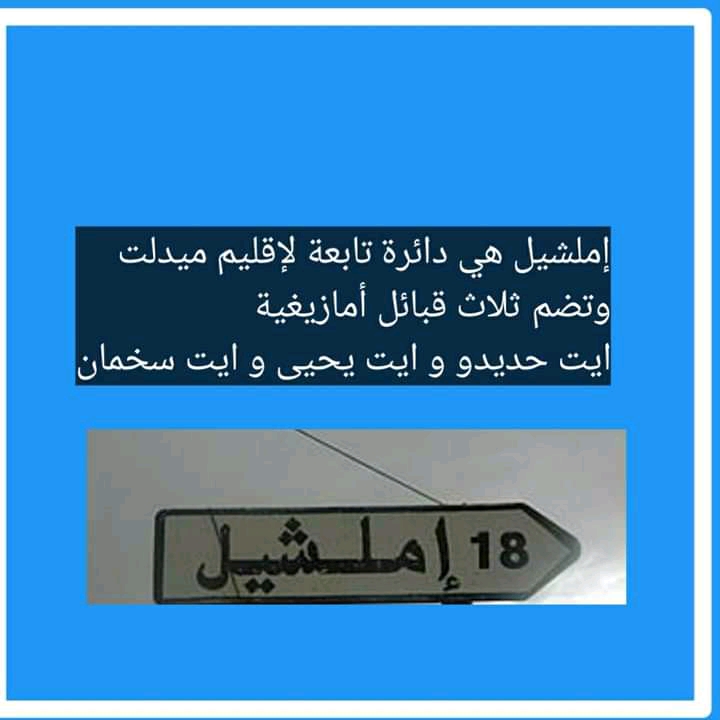 إملشيل هي دائرة تابعة لإقليم ميدلت
وتضم ثلاث قبائل أمازيغية
ايت حديدو و ايت يحيى و ايت سخمان
إملشيل 18